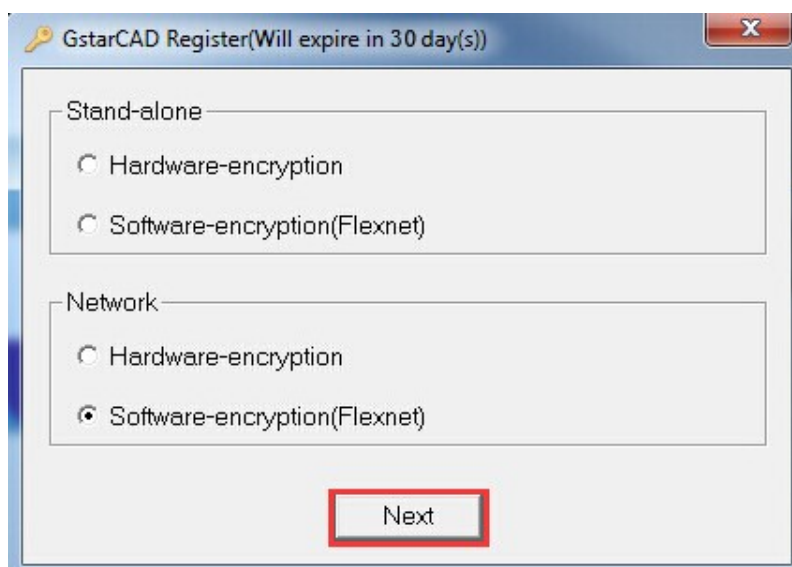 GstarCAD Register(Will expire in 30 day(s))
Stand-alone
Hardware-encryption
Software-encryption(Flexnet)
Network
Hardware-encryption
Software-encryption(Flexnet)
Next